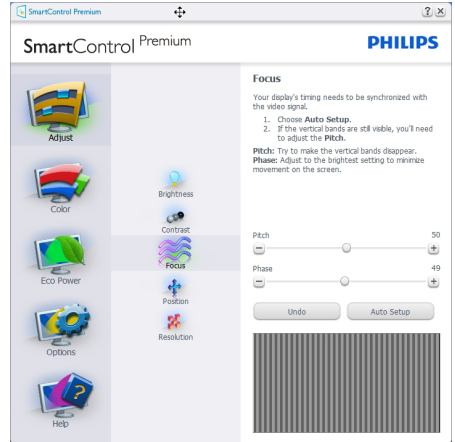 SmartControl Premium
? x
SmartControl Premium
PHILIPS
Adjust
Color
Eco Power
Options
Help
Brightness
Contrast
Focus
Position
Resolution
Focus
Your display's timing needs to be synchronized with
the video signal.
1. Choose Auto Setup.
2. If the vertical bands are still visible, you'll need
to adjust the Pitch.
Pitch: Try to make the vertical bands disappear.
Phase: Adjust to the brightest setting to minimize
movement on the screen.
Pitch 50
Phase 49
Undo Auto Setup